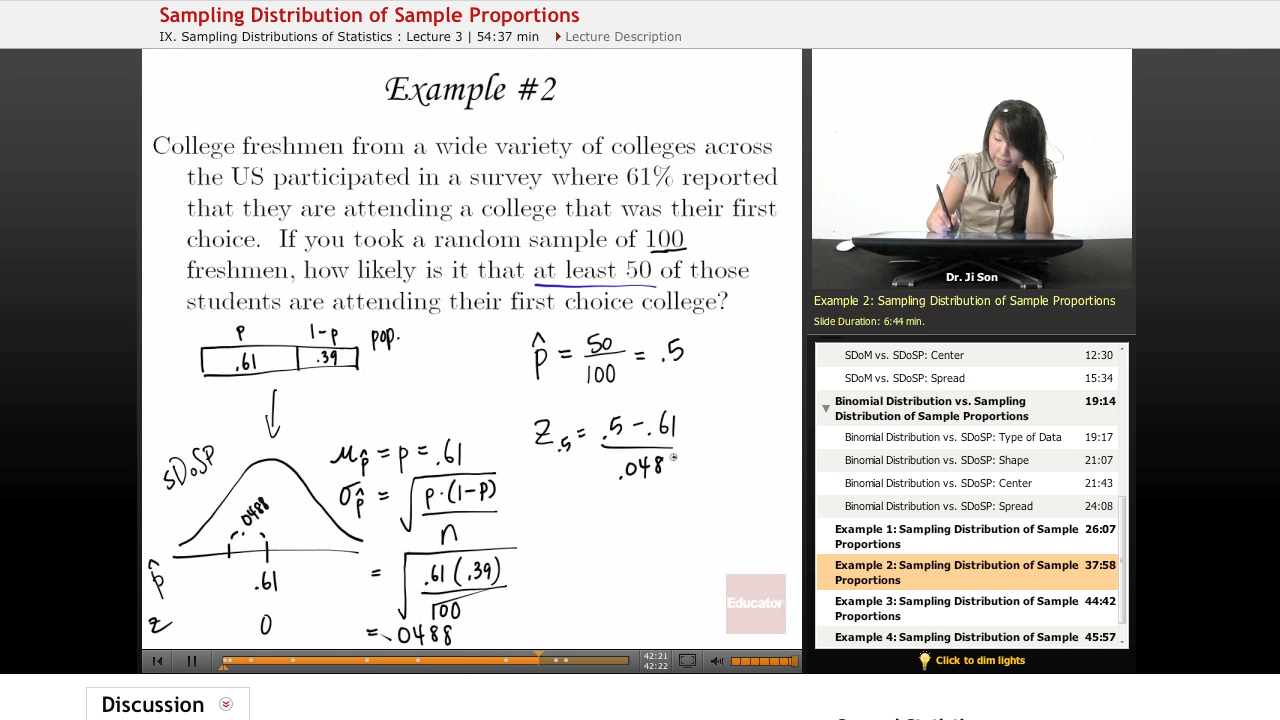 Sampling Distribution of Sample Proportions
IX. Sampling Distributions of Statistics : Lecture 3 | 54:37 min
Lecture Description
Example #2
College freshmen from a wide variety of colleges across
the US participated in a survey where 61% reported
that they are attending a college that was their first
choice. If you took a random sample of 100
freshmen, how likely is it that at least 50 of those
students are attending their first choice college?
p 1-p pop.
.61 .39
SDoSP
.0488
p̂ .61
z 0
μp̂ = p = .61
σp̂ = √p·(1-p)
n
= √.61(.39)
100
= .0488
p̂ = 50 = .5
100
z.5 = .5 - .61
.048
Educator
42:21
42:22
Dr. Ji Son
Example 2: Sampling Distribution of Sample Proportions
Slide Duration: 6:44 min.
SDoM vs. SDoSP: Center 12:30
SDoM vs. SDoSP: Spread 15:34
Binomial Distribution vs. Sampling 19:14
Distribution of Sample Proportions
Binomial Distribution vs. SDoSP: Type of Data 19:17
Binomial Distribution vs. SDoSP: Shape 21:07
Binomial Distribution vs. SDoSP: Center 21:43
Binomial Distribution vs. SDoSP: Spread 24:08
Example 1: Sampling Distribution of Sample 26:07
Proportions
Example 2: Sampling Distribution of Sample 37:58
Proportions
Example 3: Sampling Distribution of Sample 44:42
Proportions
Example 4: Sampling Distribution of Sample 45:57
Click to dim lights
Discussion